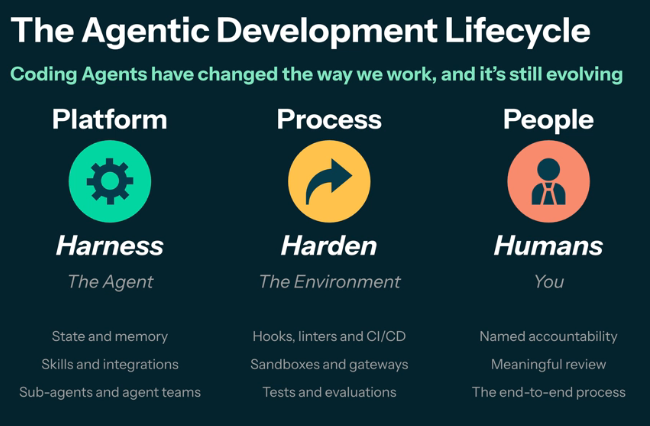 The Agentic Development Lifecycle
Coding Agents have changed the way we work, and it's still evolving
Platform
Harness
The Agent
State and memory
Skills and integrations
Sub-agents and agent teams
Process
Harden
The Environment
Hooks, linters and CI/CD
Sandboxes and gateways
Tests and evaluations
People
Humans
You
Named accountability
Meaningful review
The end-to-end process